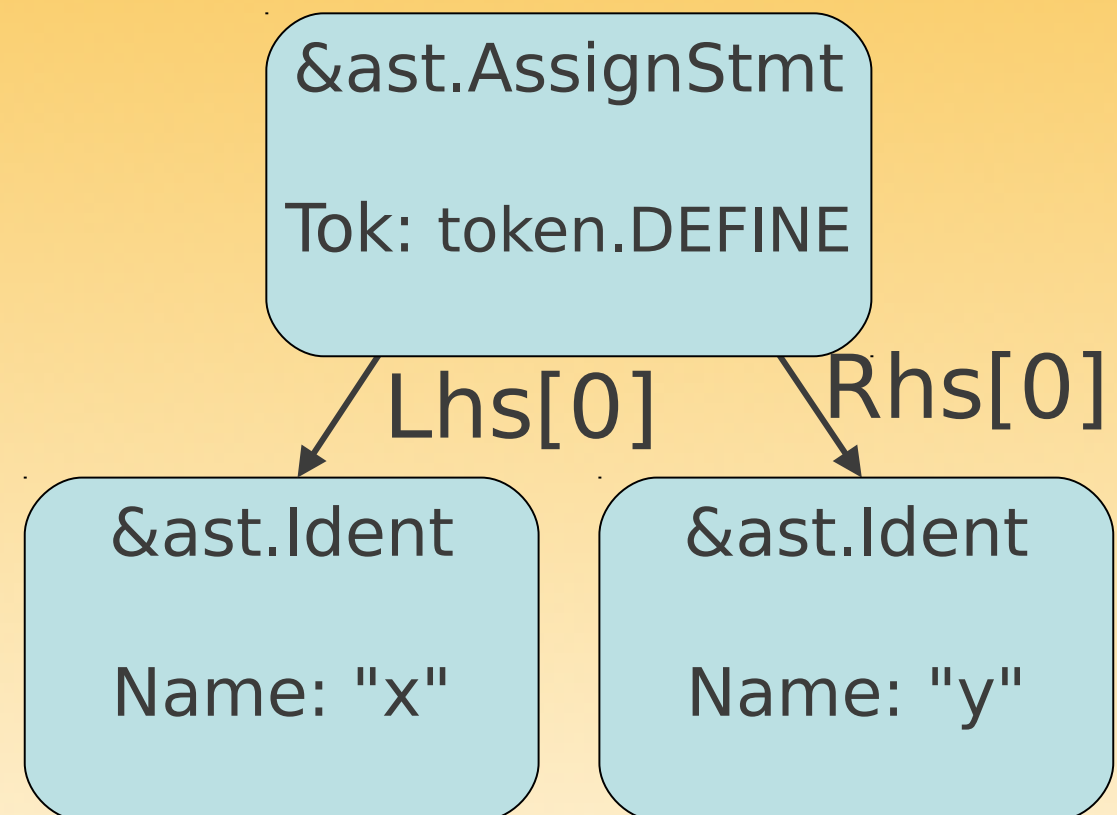 &ast.AssignStmt
Tok: token.DEFINE
Lhs[0]
Rhs[0]
&ast.Ident
Name: "x"
&ast.Ident
Name: "y"